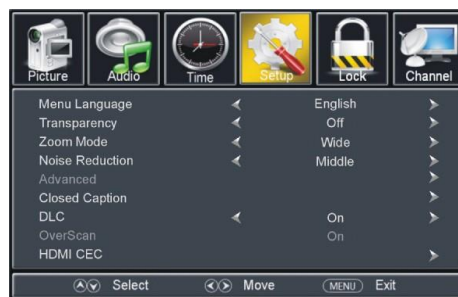 Picture Audio Time Setup Lock Channel
Menu Language English
Transparency Off
Zoom Mode Wide
Noise Reduction Middle
Advanced
Closed Caption
DLC On
OverScan On
HDMI CEC
Select Move MENU Exit